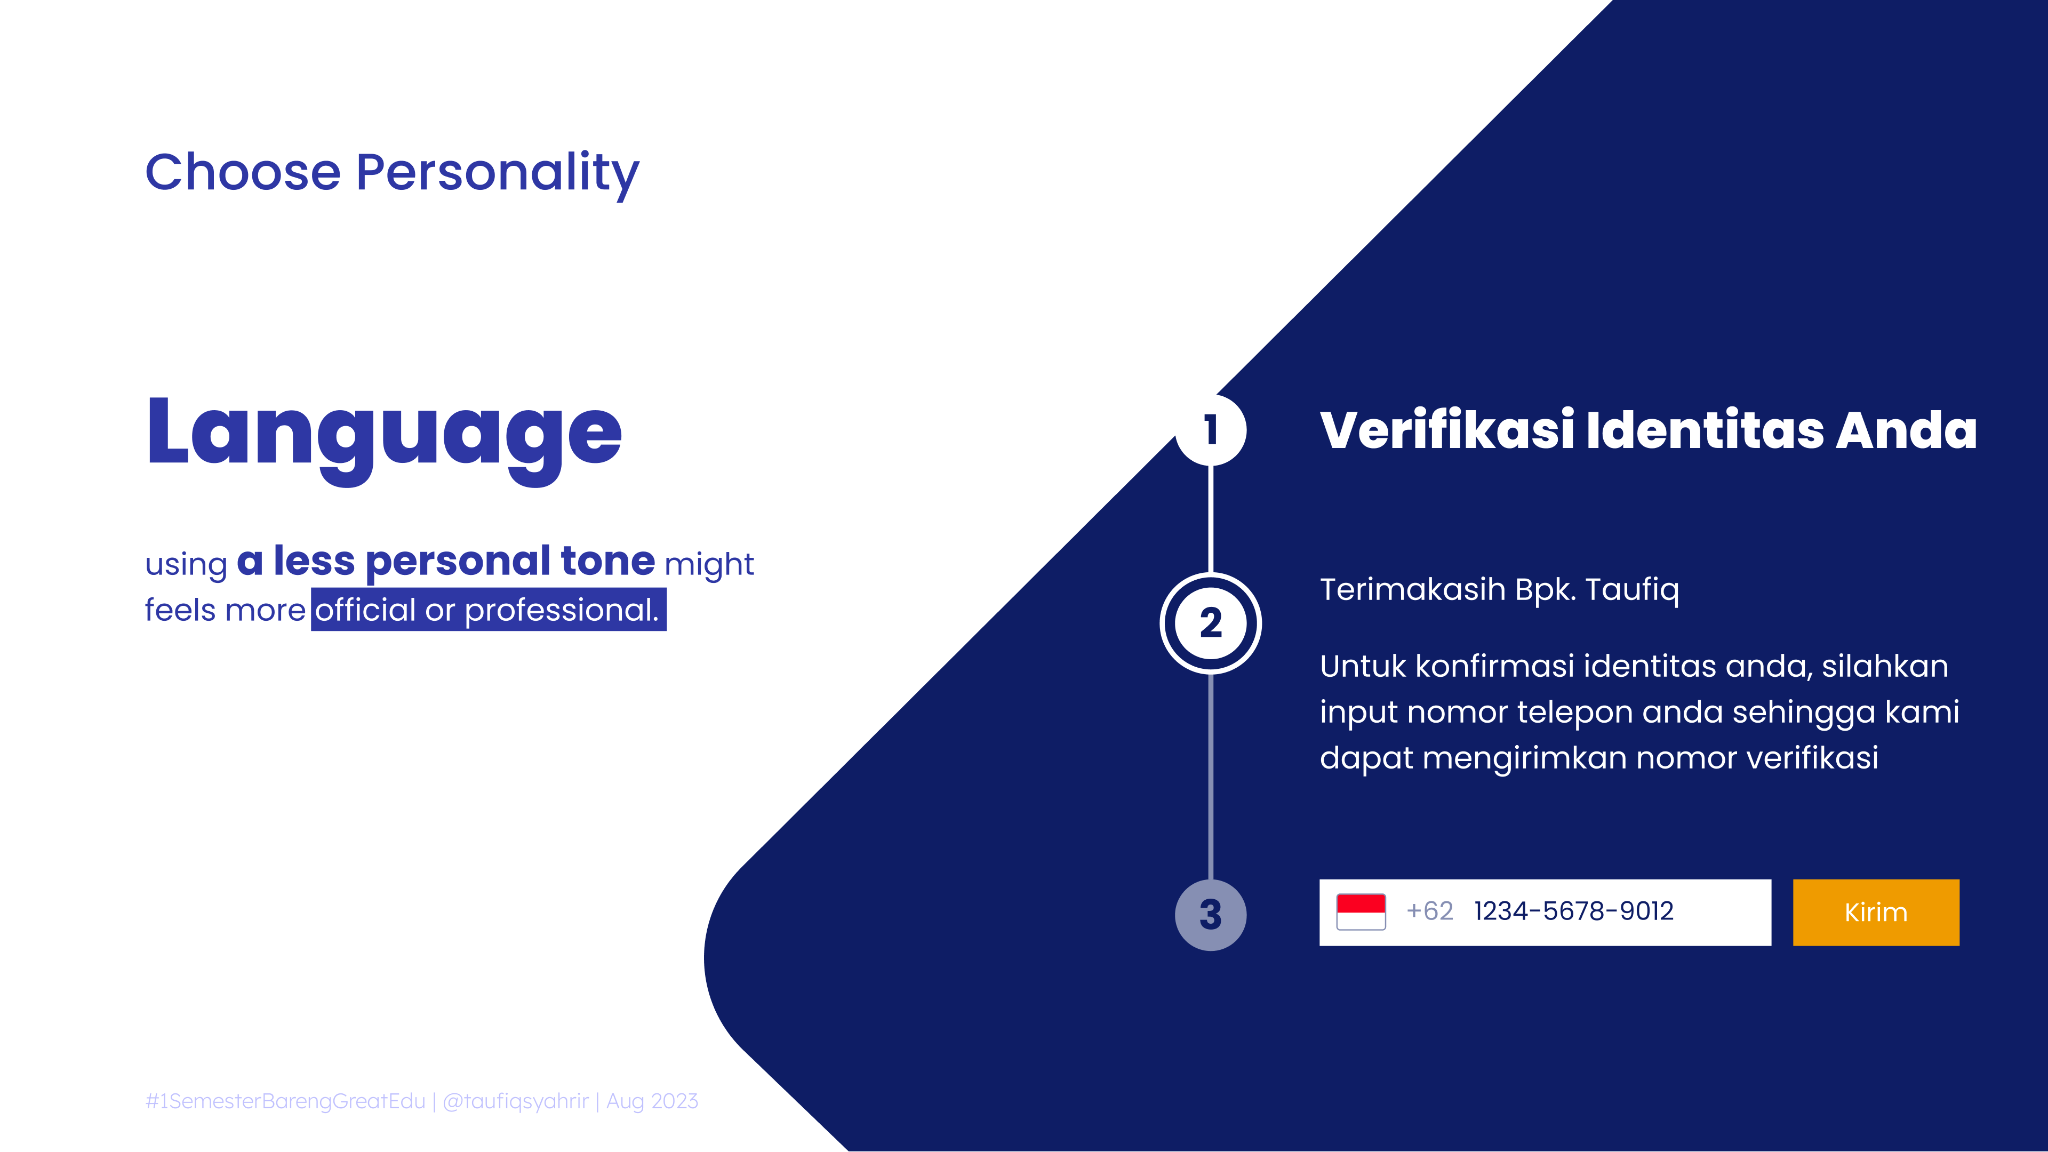 Choose Personality
Language
using a less personal tone might
feels more official or professional.
1
Verifikasi Identitas Anda
2
Terimakasih Bpk. Taufiq
Untuk konfirmasi identitas anda, silahkan
input nomor telepon anda sehingga kami
dapat mengirimkan nomor verifikasi
3
+62 1234-5678-9012
Kirim
#1SemesterBarengGreatEdu | @taufiqsyahrir | Aug 2023